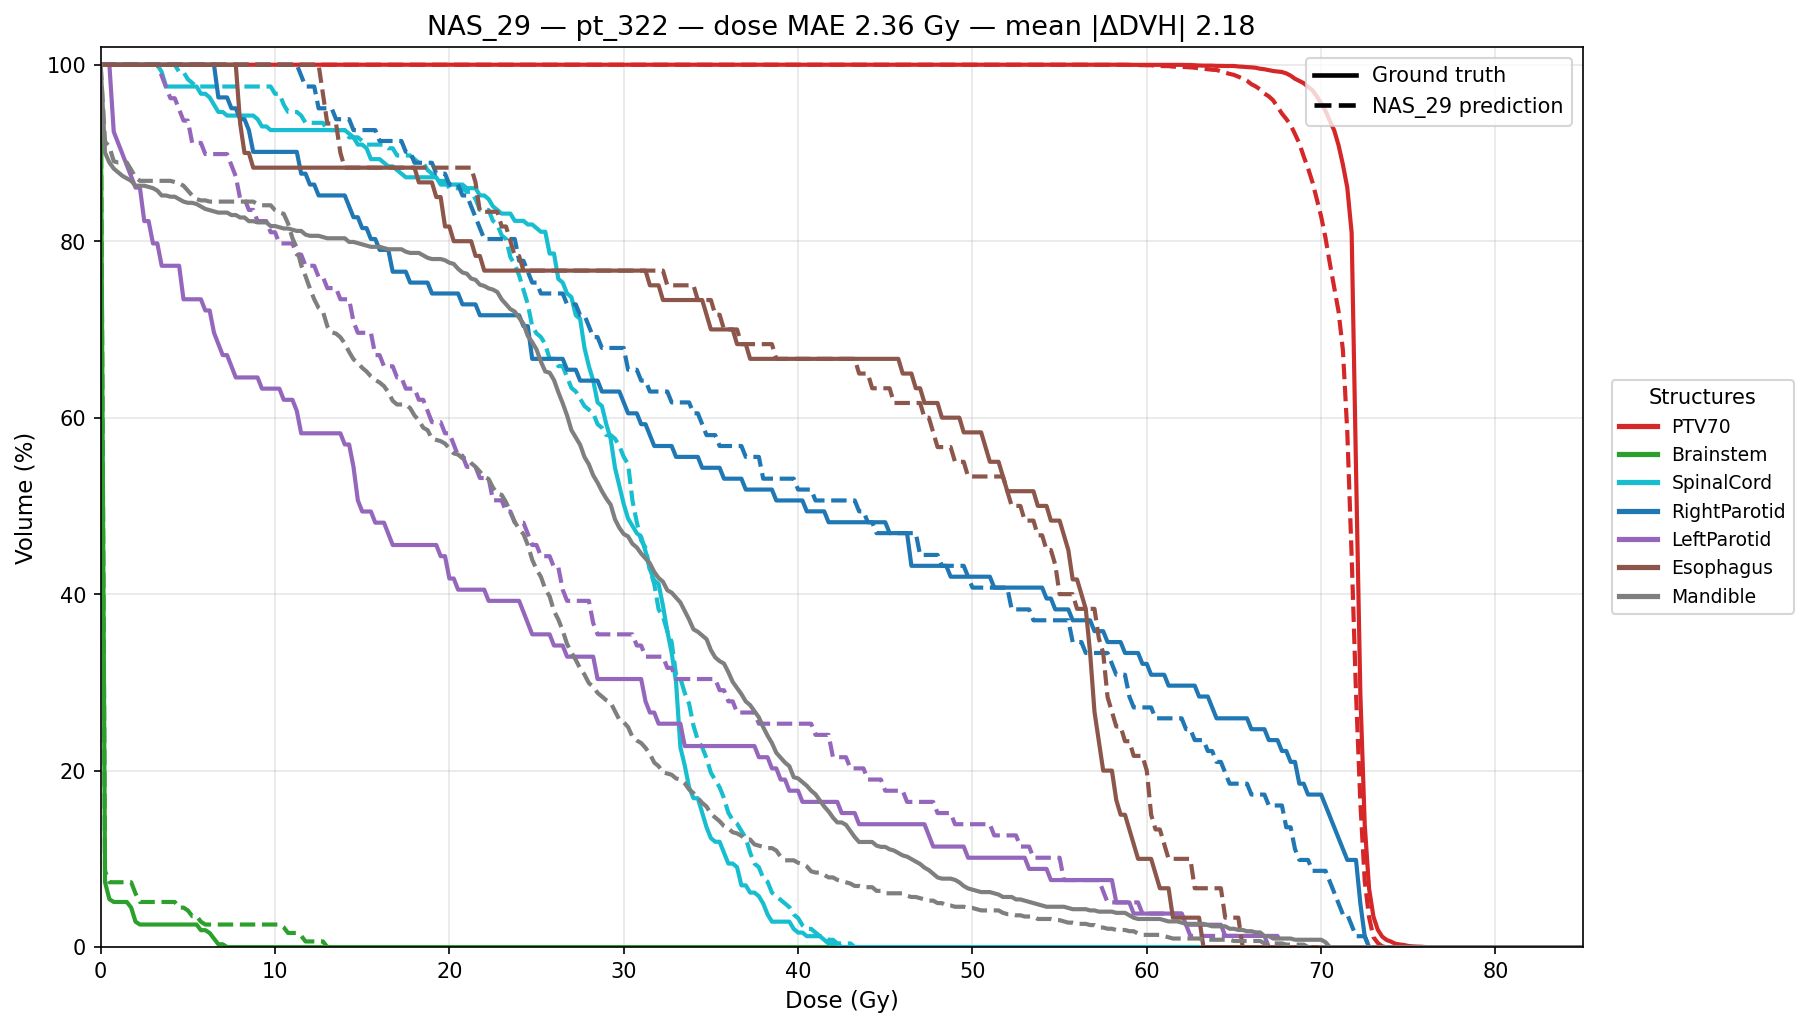 NAS_29 — pt_322 — dose MAE 2.36 Gy — mean |ΔDVH| 2.18
Ground truth
NAS_29 prediction
Volume (%)
100
80
60
40
20
0
0 10 20 30 40 50 60 70 80
Dose (Gy)
Structures
PTV70
Brainstem
SpinalCord
RightParotid
LeftParotid
Esophagus
Mandible